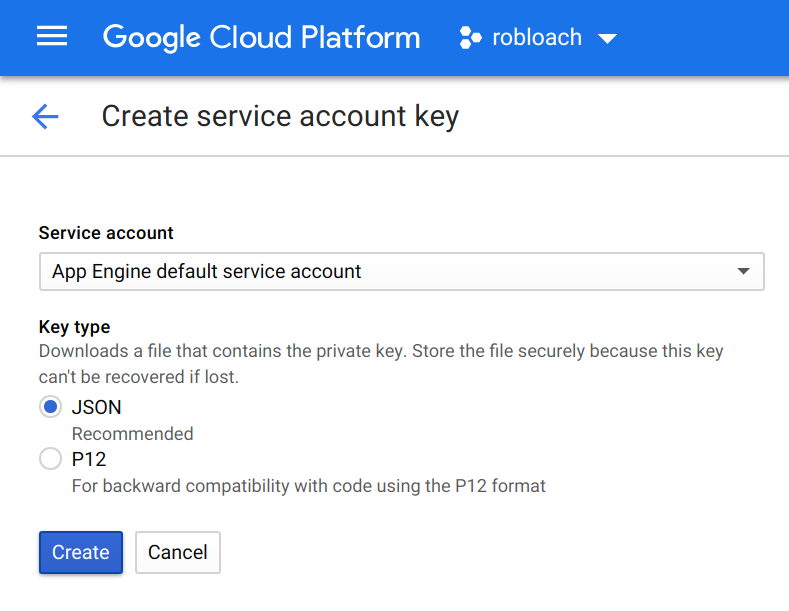 Google Cloud Platform robloach
Create service account key
Service account
App Engine default service account
Key type
Downloads a file that contains the private key. Store the file securely because this key
can't be recovered if lost.
JSON
Recommended
P12
For backward compatibility with code using the P12 format
Create Cancel